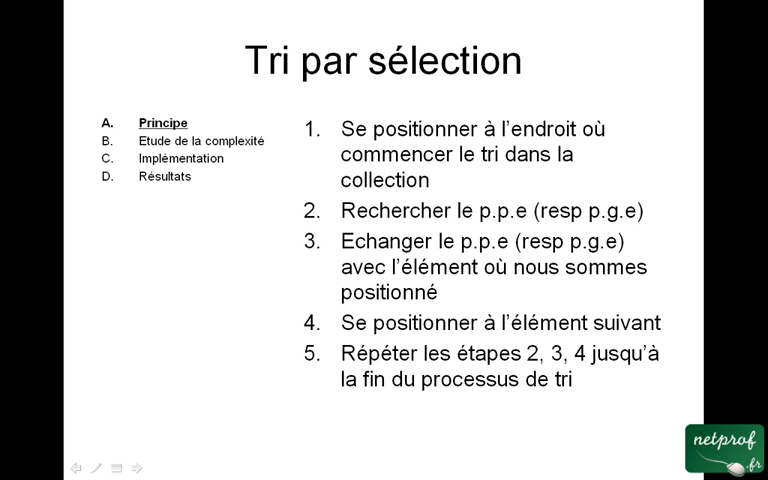 Tri par sélection
A. Principe
B. Etude de la complexité
C. Implémentation
D. Résultats
1. Se positionner à l'endroit où
commencer le tri dans la
collection
2. Rechercher le p.p.e (resp p.g.e)
3. Echanger le p.p.e (resp p.g.e)
avec l'élément où nous sommes
positionné
4. Se positionner à l'élément suivant
5. Répéter les étapes 2, 3, 4 jusqu'à
la fin du processus de tri
netprof
.fr